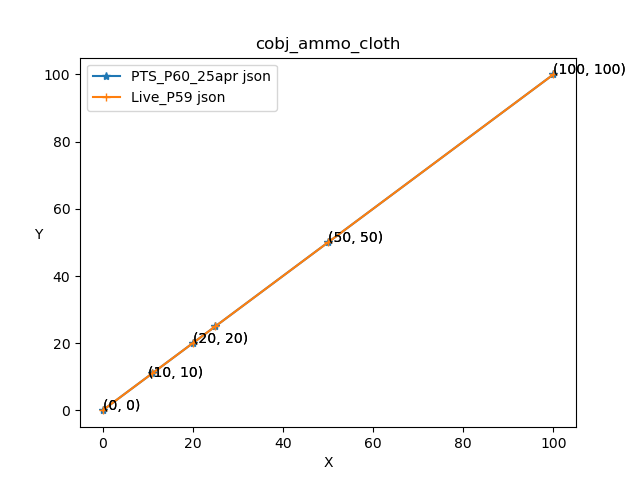 cobj_ammo_cloth
PTS_P60_25apr json
Live_P59 json
(100, 100)
(50, 50)
(20, 20)
(10, 10)
(0, 0)
Y
100
80
60
40
20
0
0 20 40 60 80 100
X